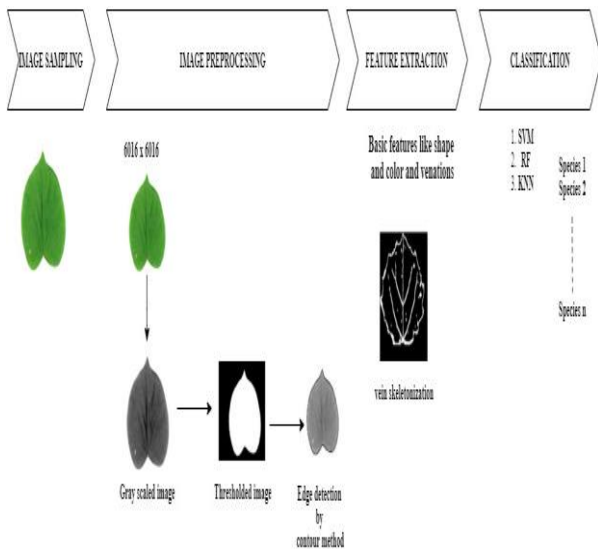 IMAGE SAMPLING
IMAGE PREPROCESSING
FEATURE EXTRACTION
CLASSIFICATION
6016 x 6016
Gray scaled image
Thresholded image
Edge detection
by
contour method
Basic features like shape
and color and venations
vein skeletonization
1. SVM
2. RF
3. KNN
Species 1
Species 2
Species n